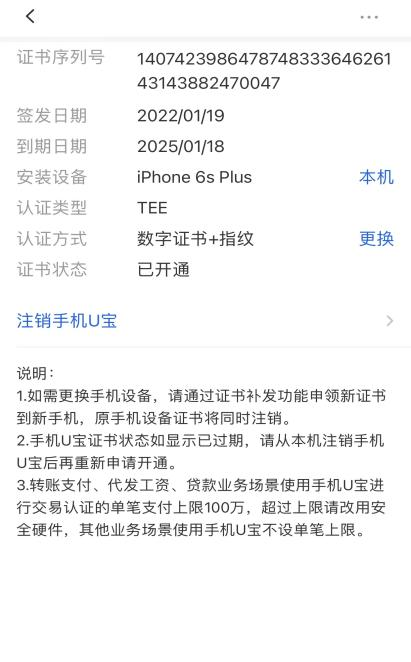 证书序列号 1407423986478748333646261
43143882470047
签发日期 2022/01/19
到期日期 2025/01/18
安装设备 iPhone 6s Plus 本机
认证类型 TEE
认证方式 数字证书+指纹 更换
证书状态 已开通
注销手机U宝
说明：
1.如需更换手机设备，请通过证书补发功能申领新证书
到新手机，原手机设备证书将同时注销。
2.手机U宝证书状态如显示已过期，请从本机注销手机
U宝后再重新申请开通。
3.转账支付、代发工资、贷款业务场景使用手机U宝进
行交易认证的单笔支付上限100万，超过上限请改用安
全硬件，其他业务场景使用手机U宝不设单笔上限。